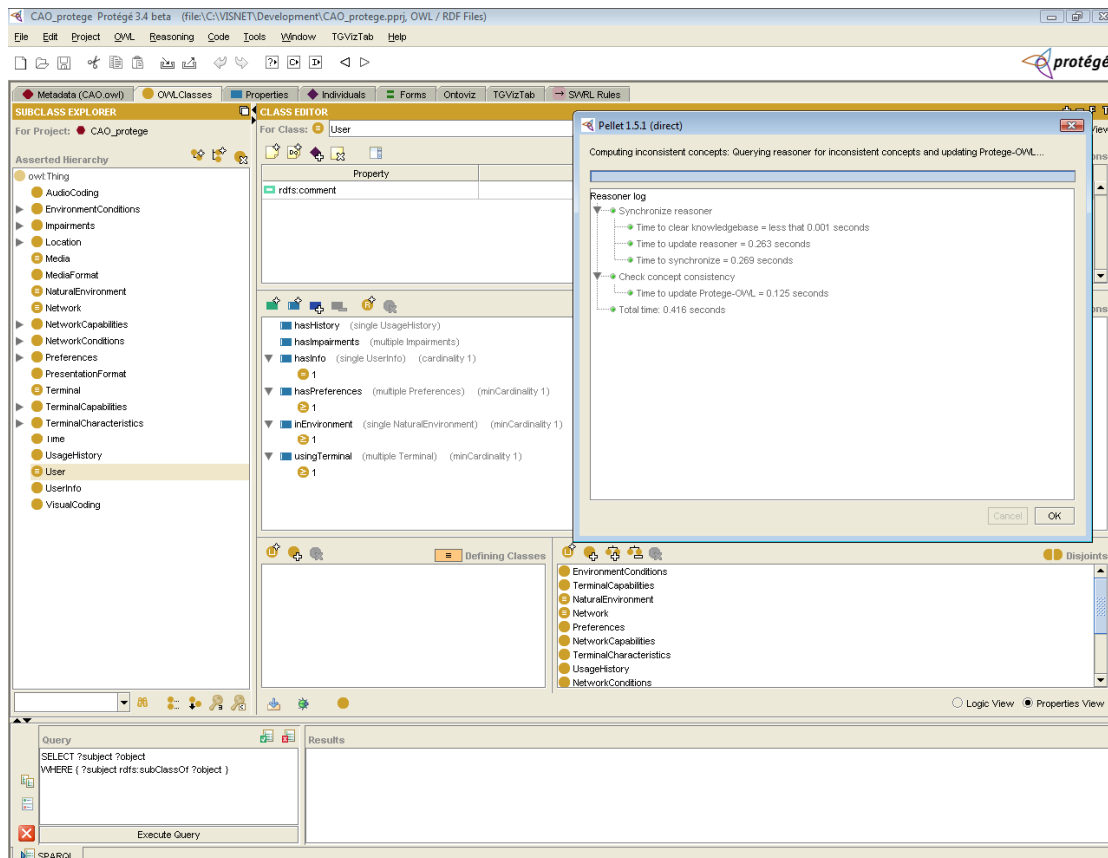 CAO_protege Protégé 3.4 beta (file:\C:\VISNET\Development\CAO_protege.pprj, OWL / RDF Files)
File Edit Project OWL Reasoning Code Tools Window TGVizTab Help
protégé
Metadata (CAO.owl) OWLClasses Properties Individuals Forms Ontoviz TGVizTab SWRL Rules
SUBCLASS EXPLORER
For Project: CAO_protege
Asserted Hierarchy
owl:Thing
AudioCoding
EnvironmentConditions
Impairments
Location
Media
MediaFormat
NaturalEnvironment
Network
NetworkCapabilities
NetworkConditions
Preferences
PresentationFormat
Terminal
TerminalCapabilities
TerminalCharacteristics
Time
UsageHistory
User
UserInfo
VisualCoding
CLASS EDITOR
For Class: User
Property
rdfs:comment
hasHistory (single UsageHistory)
hasImpairments (multiple Impairments)
hasInfo (single UserInfo) (cardinality 1)
= 1
hasPreferences (multiple Preferences) (minCardinality 1)
≥ 1
inEnvironment (single NaturalEnvironment) (minCardinality 1)
≥ 1
usingTerminal (multiple Terminal) (minCardinality 1)
≥ 1
Pellet 1.5.1 (direct)
Computing inconsistent concepts: Querying reasoner for inconsistent concepts and updating Protege-OWL...
Reasoner log
Synchronize reasoner
Time to clear knowledgebase = less that 0.001 seconds
Time to update reasoner = 0.263 seconds
Time to synchronize = 0.269 seconds
Check concept consistency
Time to update Protege-OWL = 0.125 seconds
Total time: 0.416 seconds
Cancel OK
= Defining Classes
Disjoints
EnvironmentConditions
TerminalCapabilities
NaturalEnvironment
Network
Preferences
NetworkCapabilities
TerminalCharacteristics
UsageHistory
NetworkConditions
Logic View Properties View
Query
SELECT ?subject ?object
WHERE { ?subject rdfs:subClassOf ?object }
Execute Query
Results
SPARQL